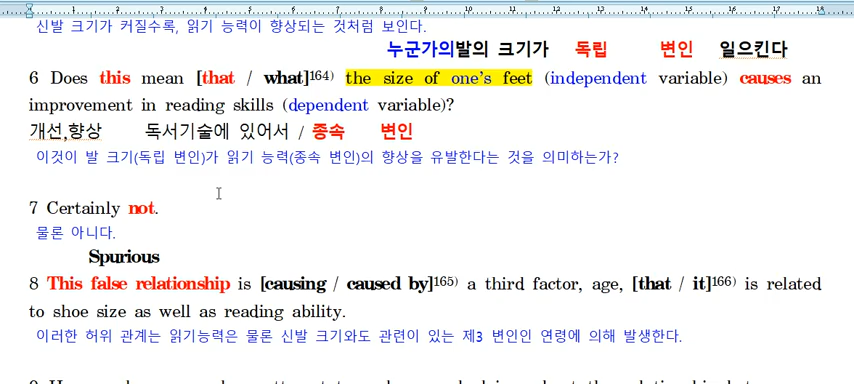 신발 크기가 커질수록, 읽기 능력이 향상되는 것처럼 보인다.
누군가의발의 크기가 독립 변인 일으킨다
6 Does this mean [that / what]164) the size of one's feet (independent variable) causes an
improvement in reading skills (dependent variable)?
개선,향상 독서기술에 있어서 / 종속 변인
이것이 발 크기(독립 변인)가 읽기 능력(종속 변인)의 향상을 유발한다는 것을 의미하는가?
7 Certainly not.
물론 아니다.
Spurious
8 This false relationship is [causing / caused by]165) a third factor, age, [that / it]166) is related
to shoe size as well as reading ability.
이러한 허위 관계는 읽기능력은 물론 신발 크기와도 관련이 있는 제3 변인인 연령에 의해 발생한다.